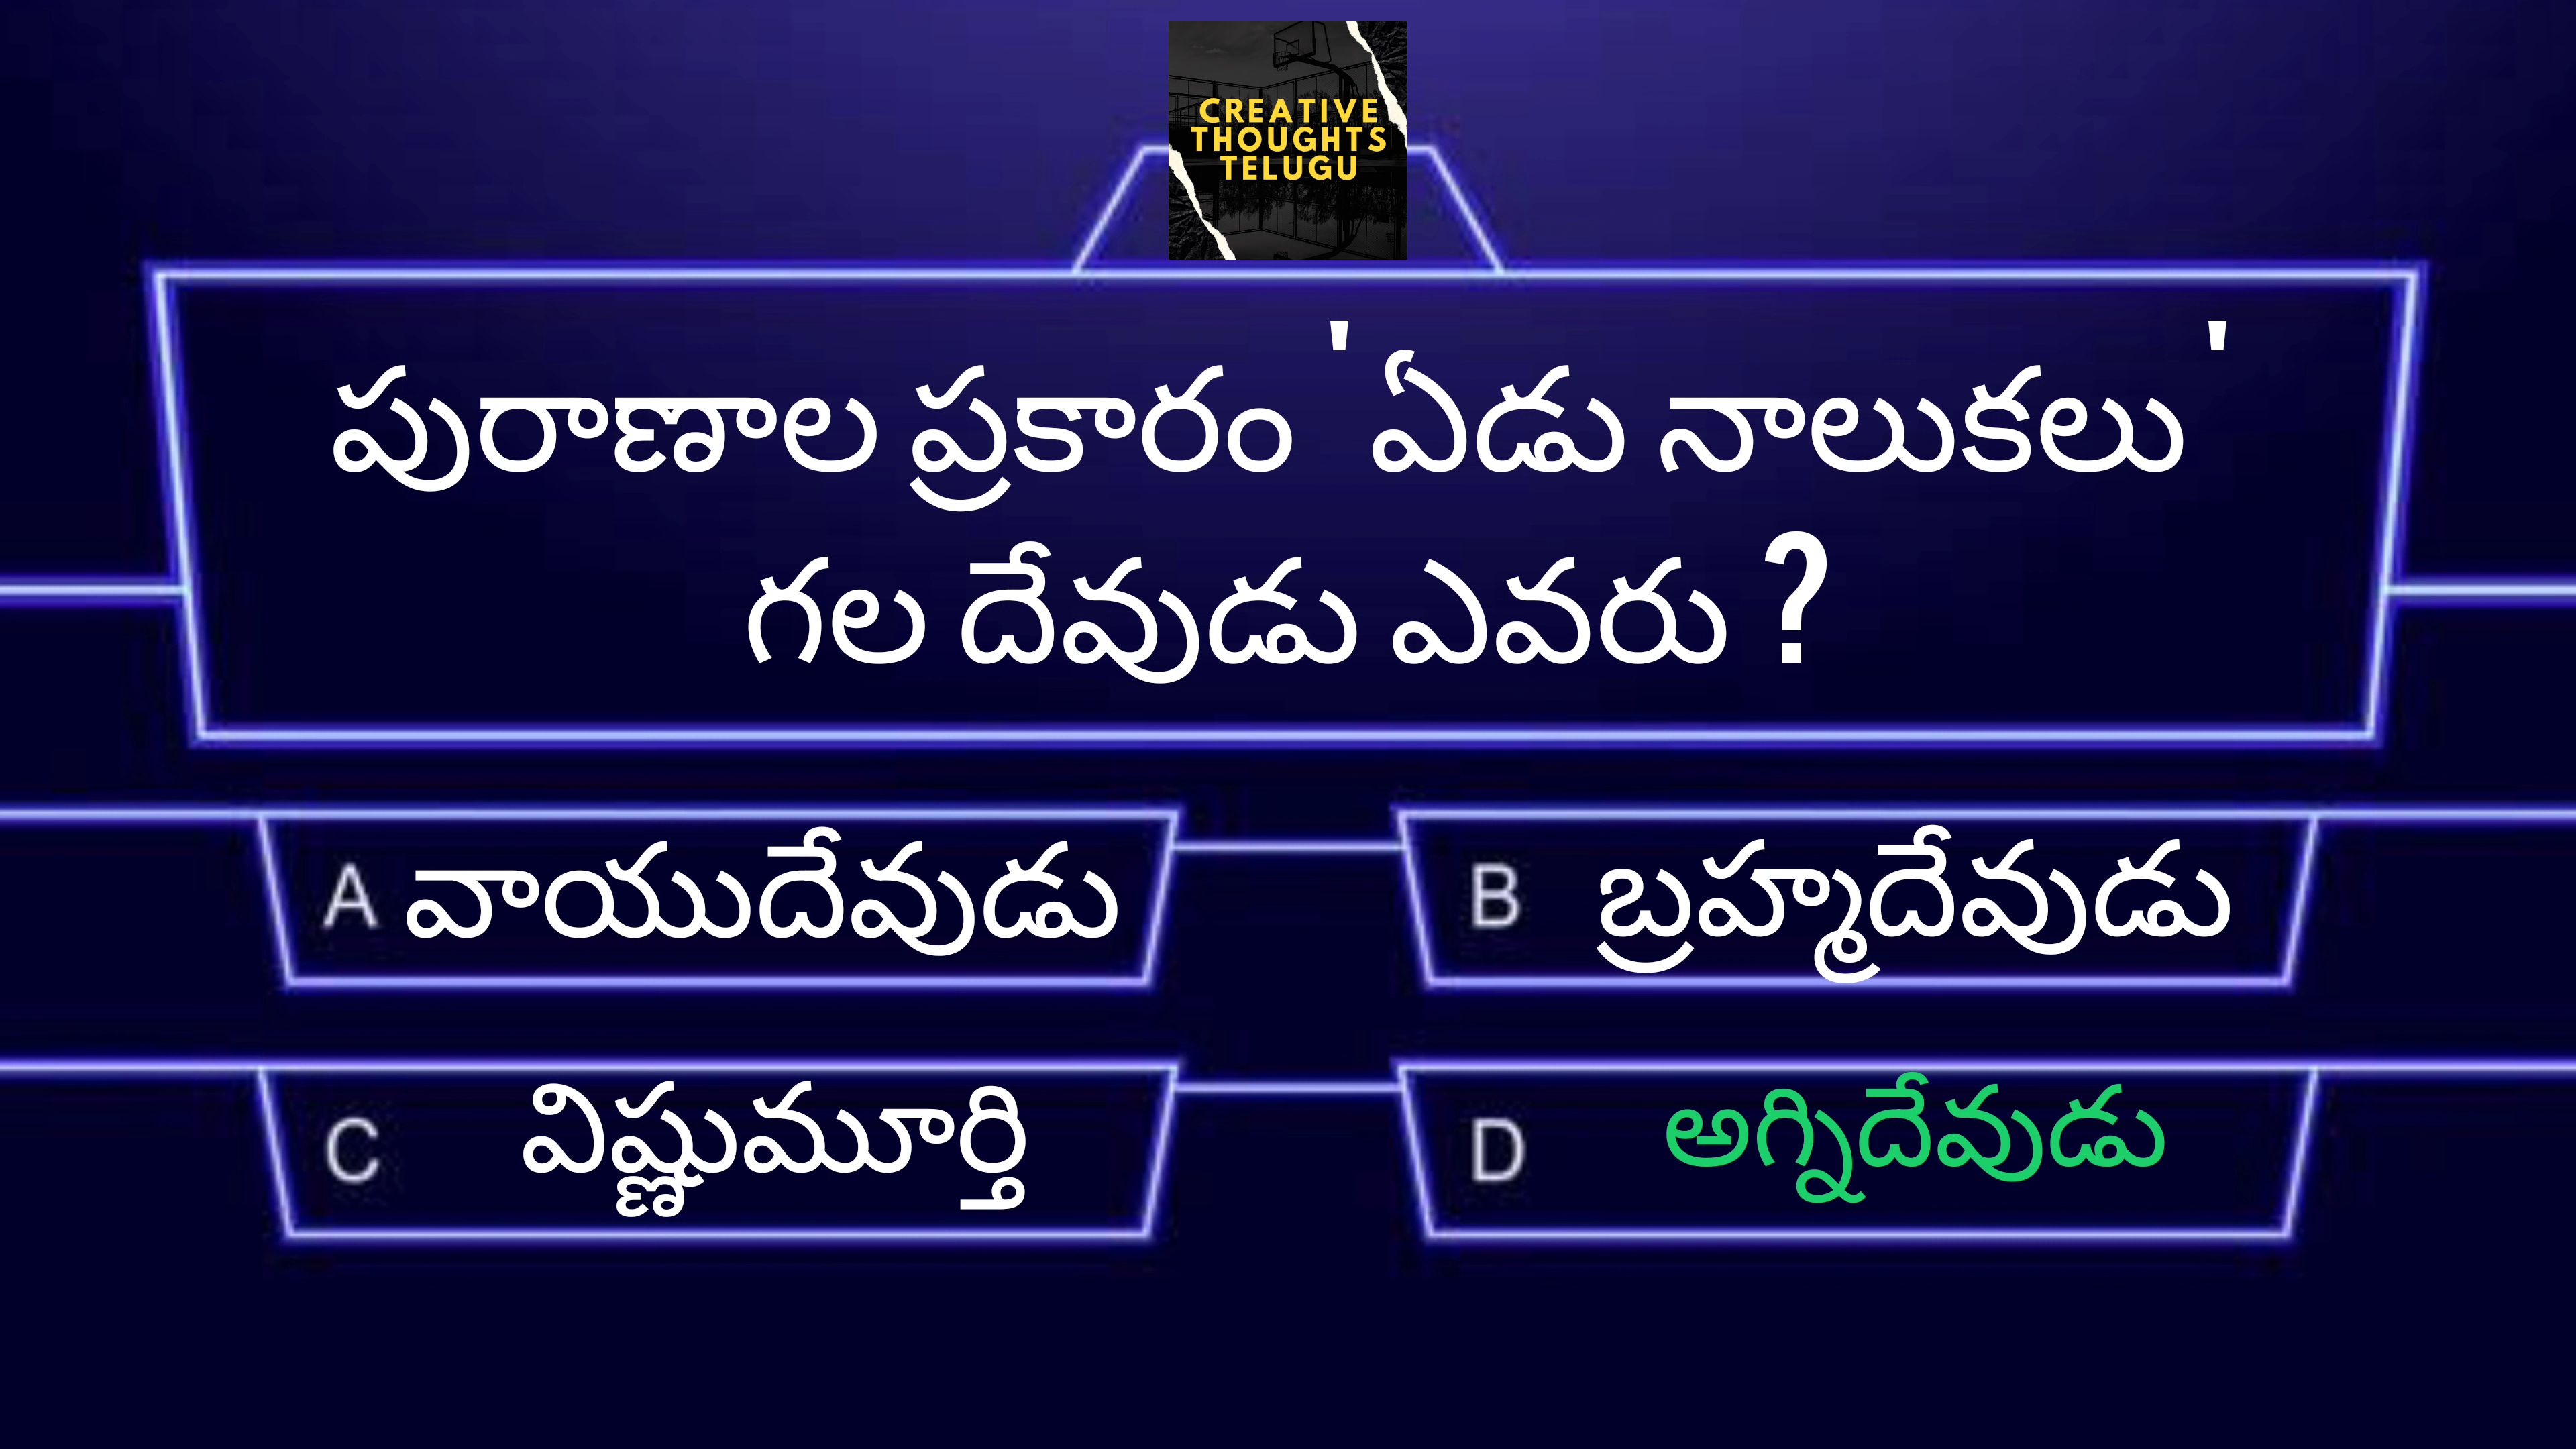 CREATIVE
THOUGHTS
TELUGU
పురాణాల ప్రకారం 'ఏడు నాలుకలు'
గల దేవుడు ఎవరు ?
A వాయుదేవుడు
B బ్రహ్మదేవుడు
C విష్ణుమూర్తి
D అగ్నిదేవుడు